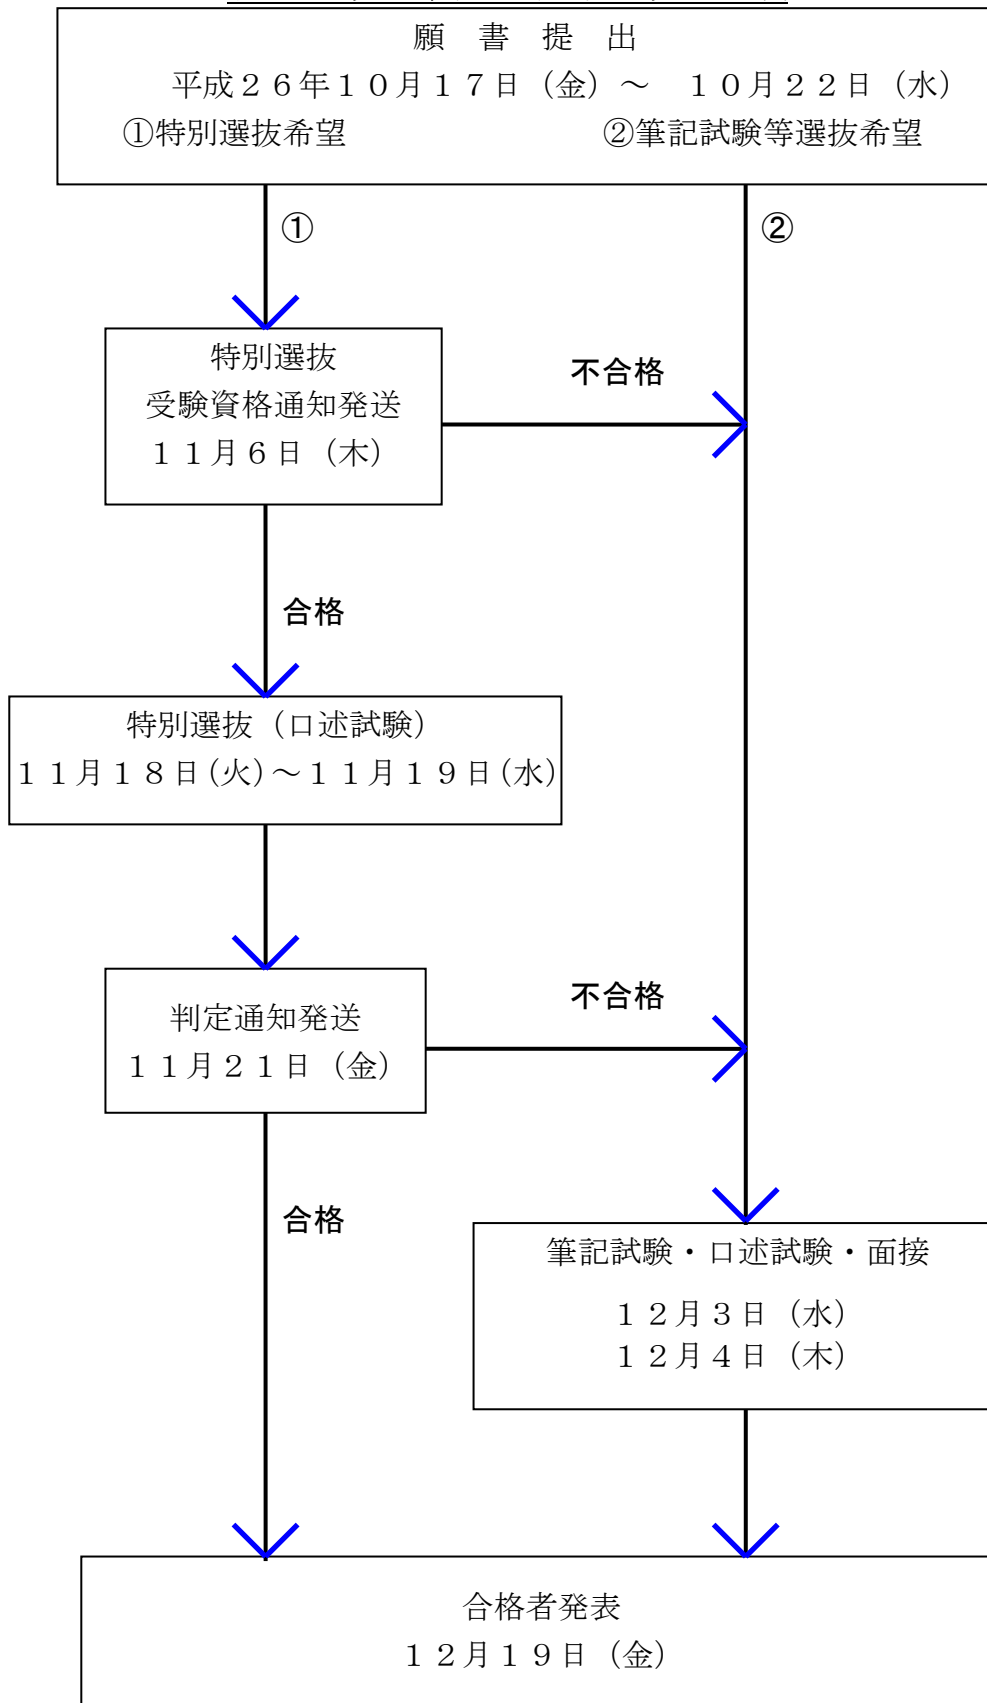 願　書　提　出
平成２６年１０月１７日（金）～　１０月２２日（水）
①特別選抜希望　②筆記試験等選抜希望
①　②
特別選抜
受験資格通知発送
１１月６日（木）
不合格
合格
特別選抜（口述試験）
１１月１８日（火）～１１月１９日（水）
判定通知発送
１１月２１日（金）
不合格
合格
筆記試験・口述試験・面接
１２月３日（水）
１２月４日（木）
合格者発表
１２月１９日（金）